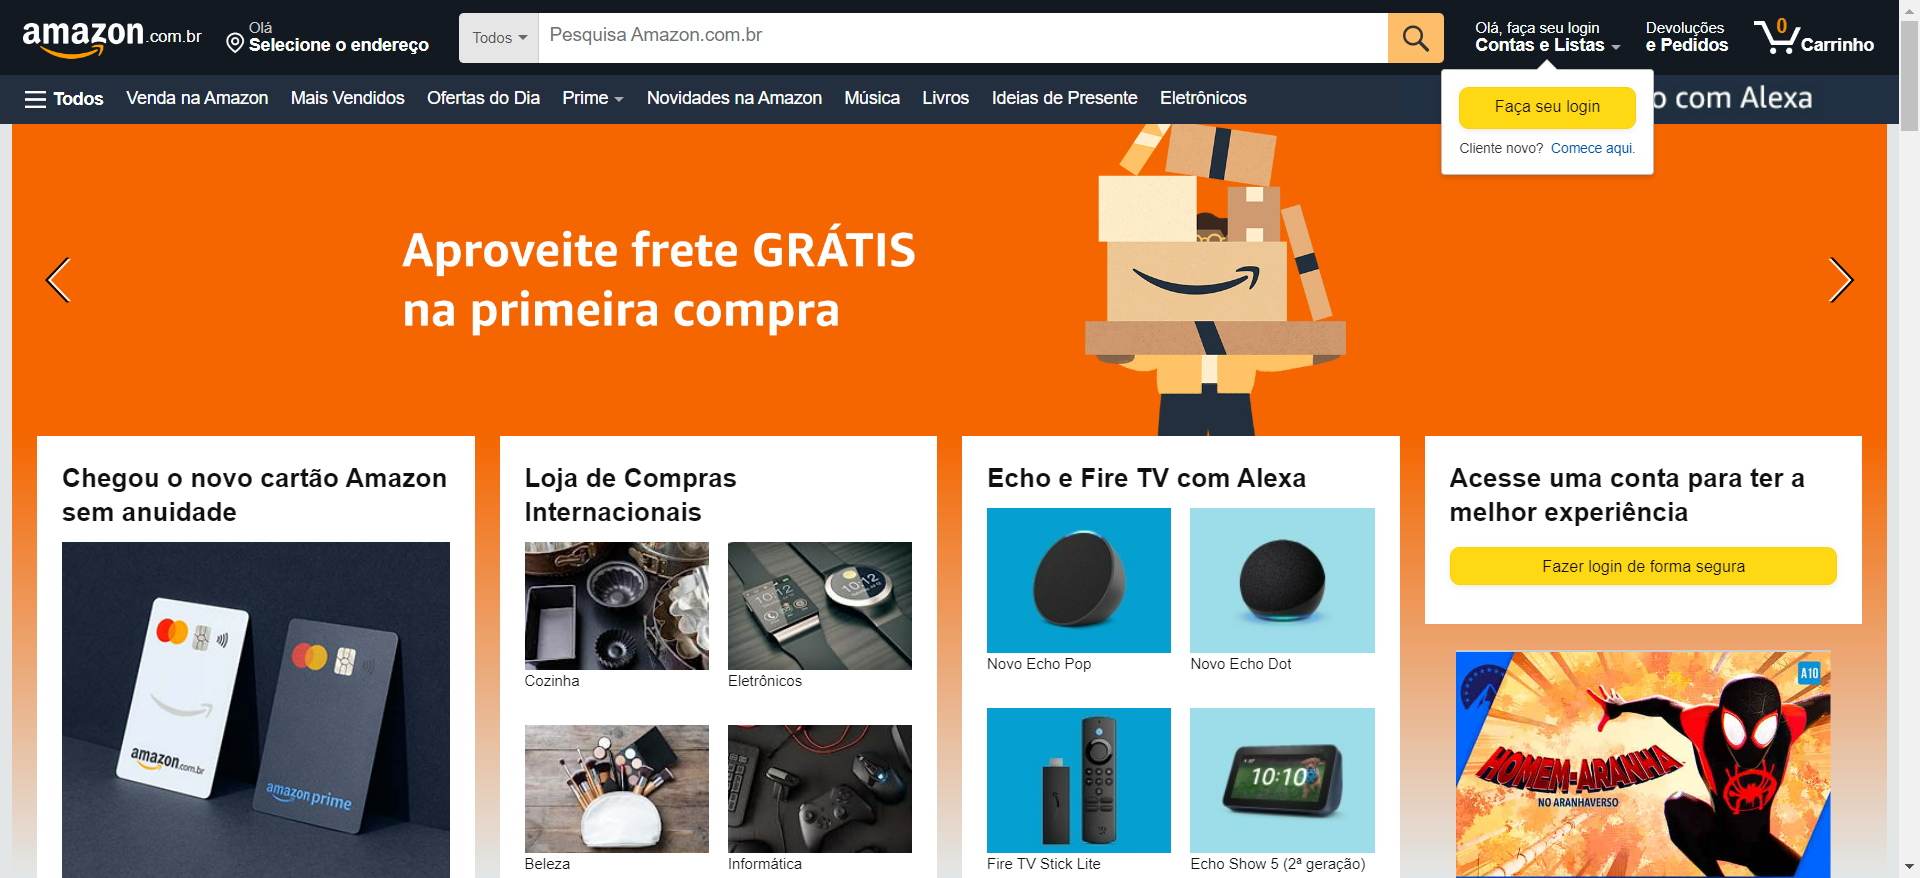 amazon.com.br
Olá
Selecione o endereço
Todos
Pesquisa Amazon.com.br
Olá, faça seu login
Contas e Listas
Devoluções
e Pedidos
0
Carrinho
Todos
Venda na Amazon
Mais Vendidos
Ofertas do Dia
Prime
Novidades na Amazon
Música
Livros
Ideias de Presente
Eletrônicos
o com Alexa
Faça seu login
Cliente novo? Comece aqui.
Aproveite frete GRÁTIS
na primeira compra
Chegou o novo cartão Amazon
sem anuidade
amazon.com.br
amazon prime
Loja de Compras
Internacionais
10:12
10:12
Cozinha
Eletrônicos
Beleza
Informática
Echo e Fire TV com Alexa
Novo Echo Pop
Novo Echo Dot
10:10
Fire TV Stick Lite
Echo Show 5 (2ª geração)
Acesse uma conta para ter a
melhor experiência
Fazer login de forma segura
A10
HOMEM-ARANHA
NO ARANHAVERSO